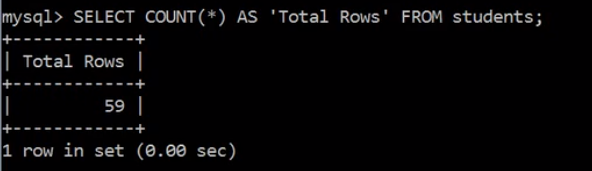 mysql> SELECT COUNT(*) AS 'Total Rows' FROM students;
+------------+
| Total Rows |
+------------+
|         59 |
+------------+
1 row in set (0.00 sec)